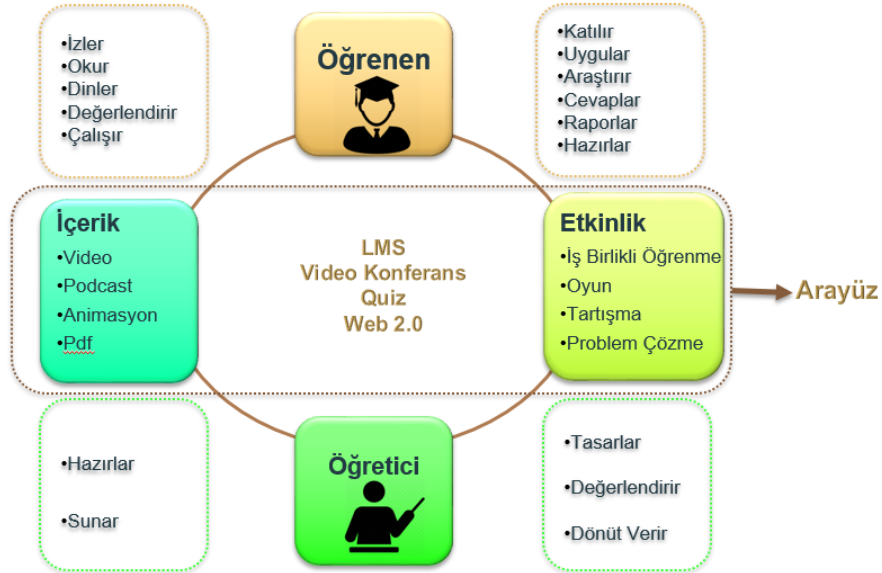 •İzler
•Okur
•Dinler
•Değerlendirir
•Çalışır
Öğrenen
•Katılır
•Uygular
•Araştırır
•Cevaplar
•Raporlar
•Hazırlar
İçerik
•Video
•Podcast
•Animasyon
•Pdf
LMS
Video Konferans
Quiz
Web 2.0
Etkinlik
•İş Birlikli Öğrenme
•Oyun
•Tartışma
•Problem Çözme
Arayüz
•Hazırlar
•Sunar
Öğretici
•Tasarlar
•Değerlendirir
•Dönüt Verir